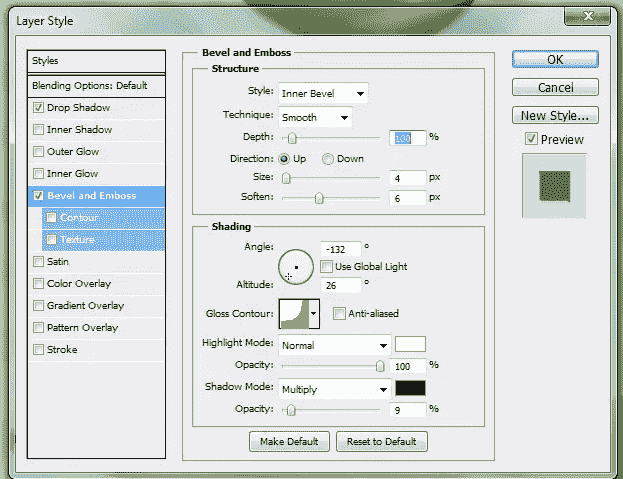 Layer Style
Styles
Blending Options: Default
Drop Shadow
Inner Shadow
Outer Glow
Inner Glow
Bevel and Emboss
Contour
Texture
Satin
Color Overlay
Gradient Overlay
Pattern Overlay
Stroke
Bevel and Emboss
Structure
Style: Inner Bevel
Technique: Smooth
Depth: 100 %
Direction: Up Down
Size: 4 px
Soften: 6 px
Shading
Angle: -132 °
Use Global Light
Altitude: 26 °
Gloss Contour: Anti-aliased
Highlight Mode: Normal
Opacity: 100 %
Shadow Mode: Multiply
Opacity: 9 %
Make Default Reset to Default
OK
Cancel
New Style...
Preview